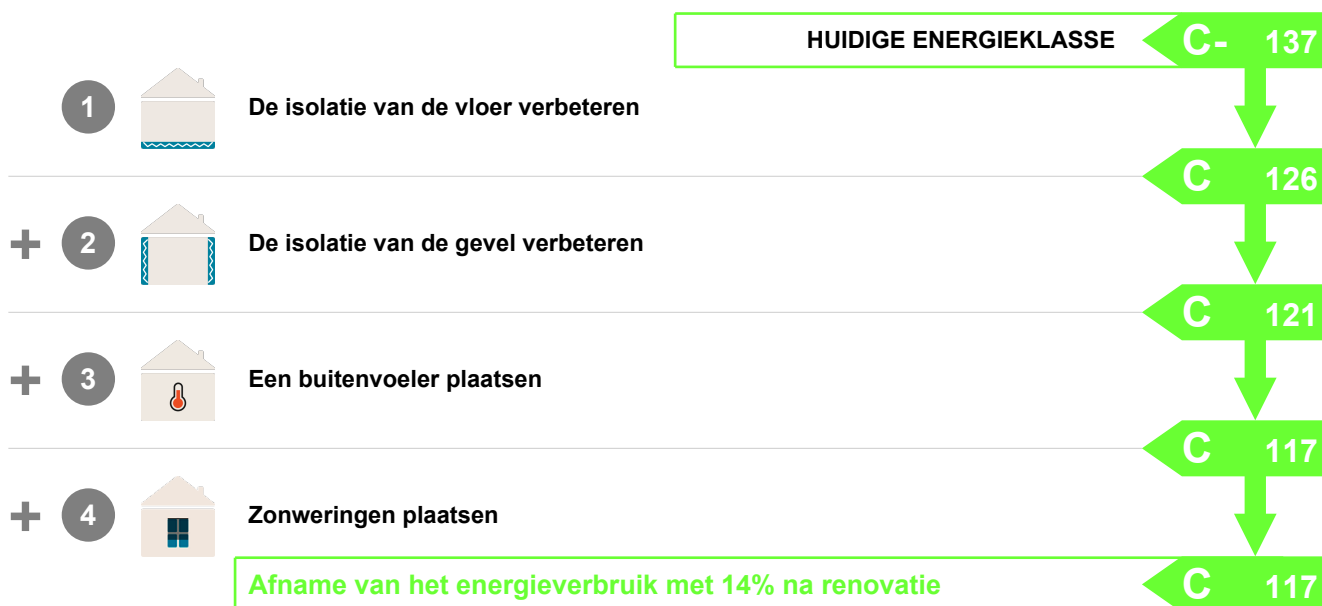 HUIDIGE ENERGIEKLASSE C- 137
1 De isolatie van de vloer verbeteren
C 126
+ 2 De isolatie van de gevel verbeteren
C 121
+ 3 Een buitenvoeler plaatsen
C 117
+ 4 Zonweringen plaatsen
Afname van het energieverbruik met 14% na renovatie C 117